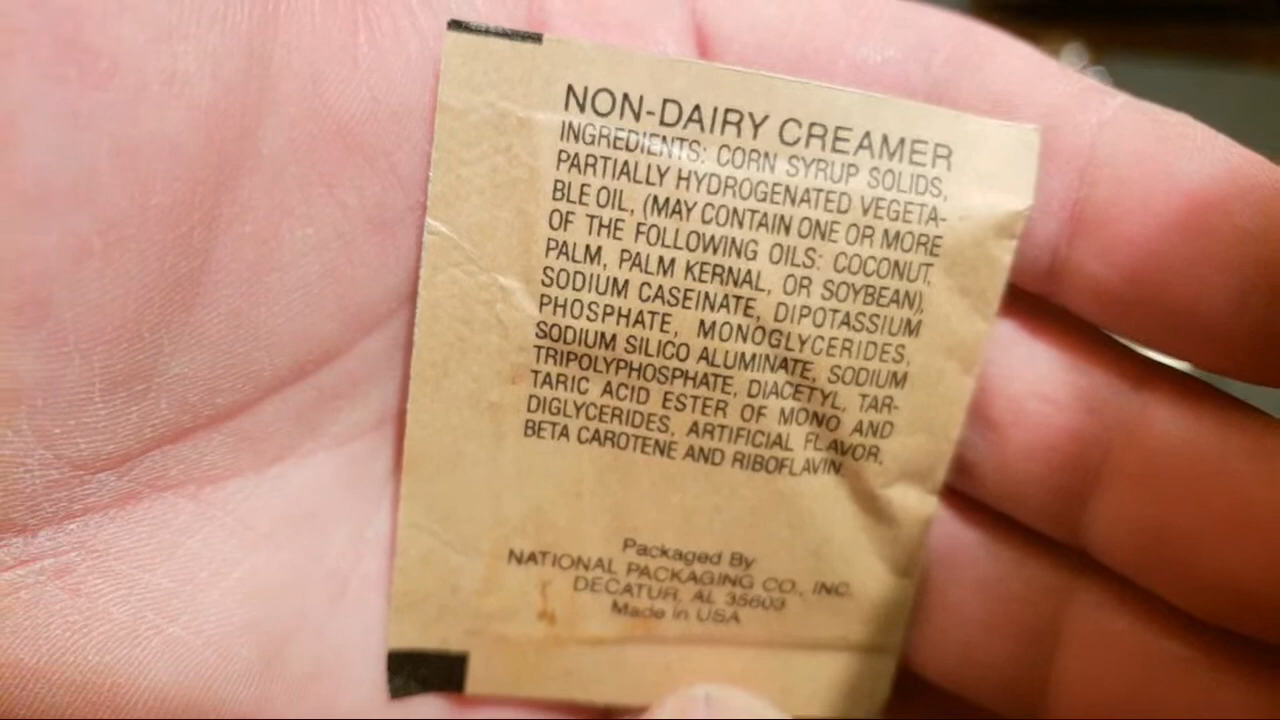 NON-DAIRY CREAMER
INGREDIENTS: CORN SYRUP SOLIDS,
PARTIALLY HYDROGENATED VEGETA-
BLE OIL, (MAY CONTAIN ONE OR MORE
OF THE FOLLOWING OILS: COCONUT,
PALM, PALM KERNAL, OR SOYBEAN),
SODIUM CASEINATE, DIPOTASSIUM
PHOSPHATE, MONOGLYCERIDES,
SODIUM SILICO ALUMINATE, SODIUM
TRIPOLYPHOSPHATE, DIACETYL, TAR-
TARIC ACID ESTER OF MONO AND
DIGLYCERIDES, ARTIFICIAL FLAVOR,
BETA CAROTENE AND RIBOFLAVIN
Packaged By
NATIONAL PACKAGING CO., INC.
DECATUR, AL 35603
Made in USA